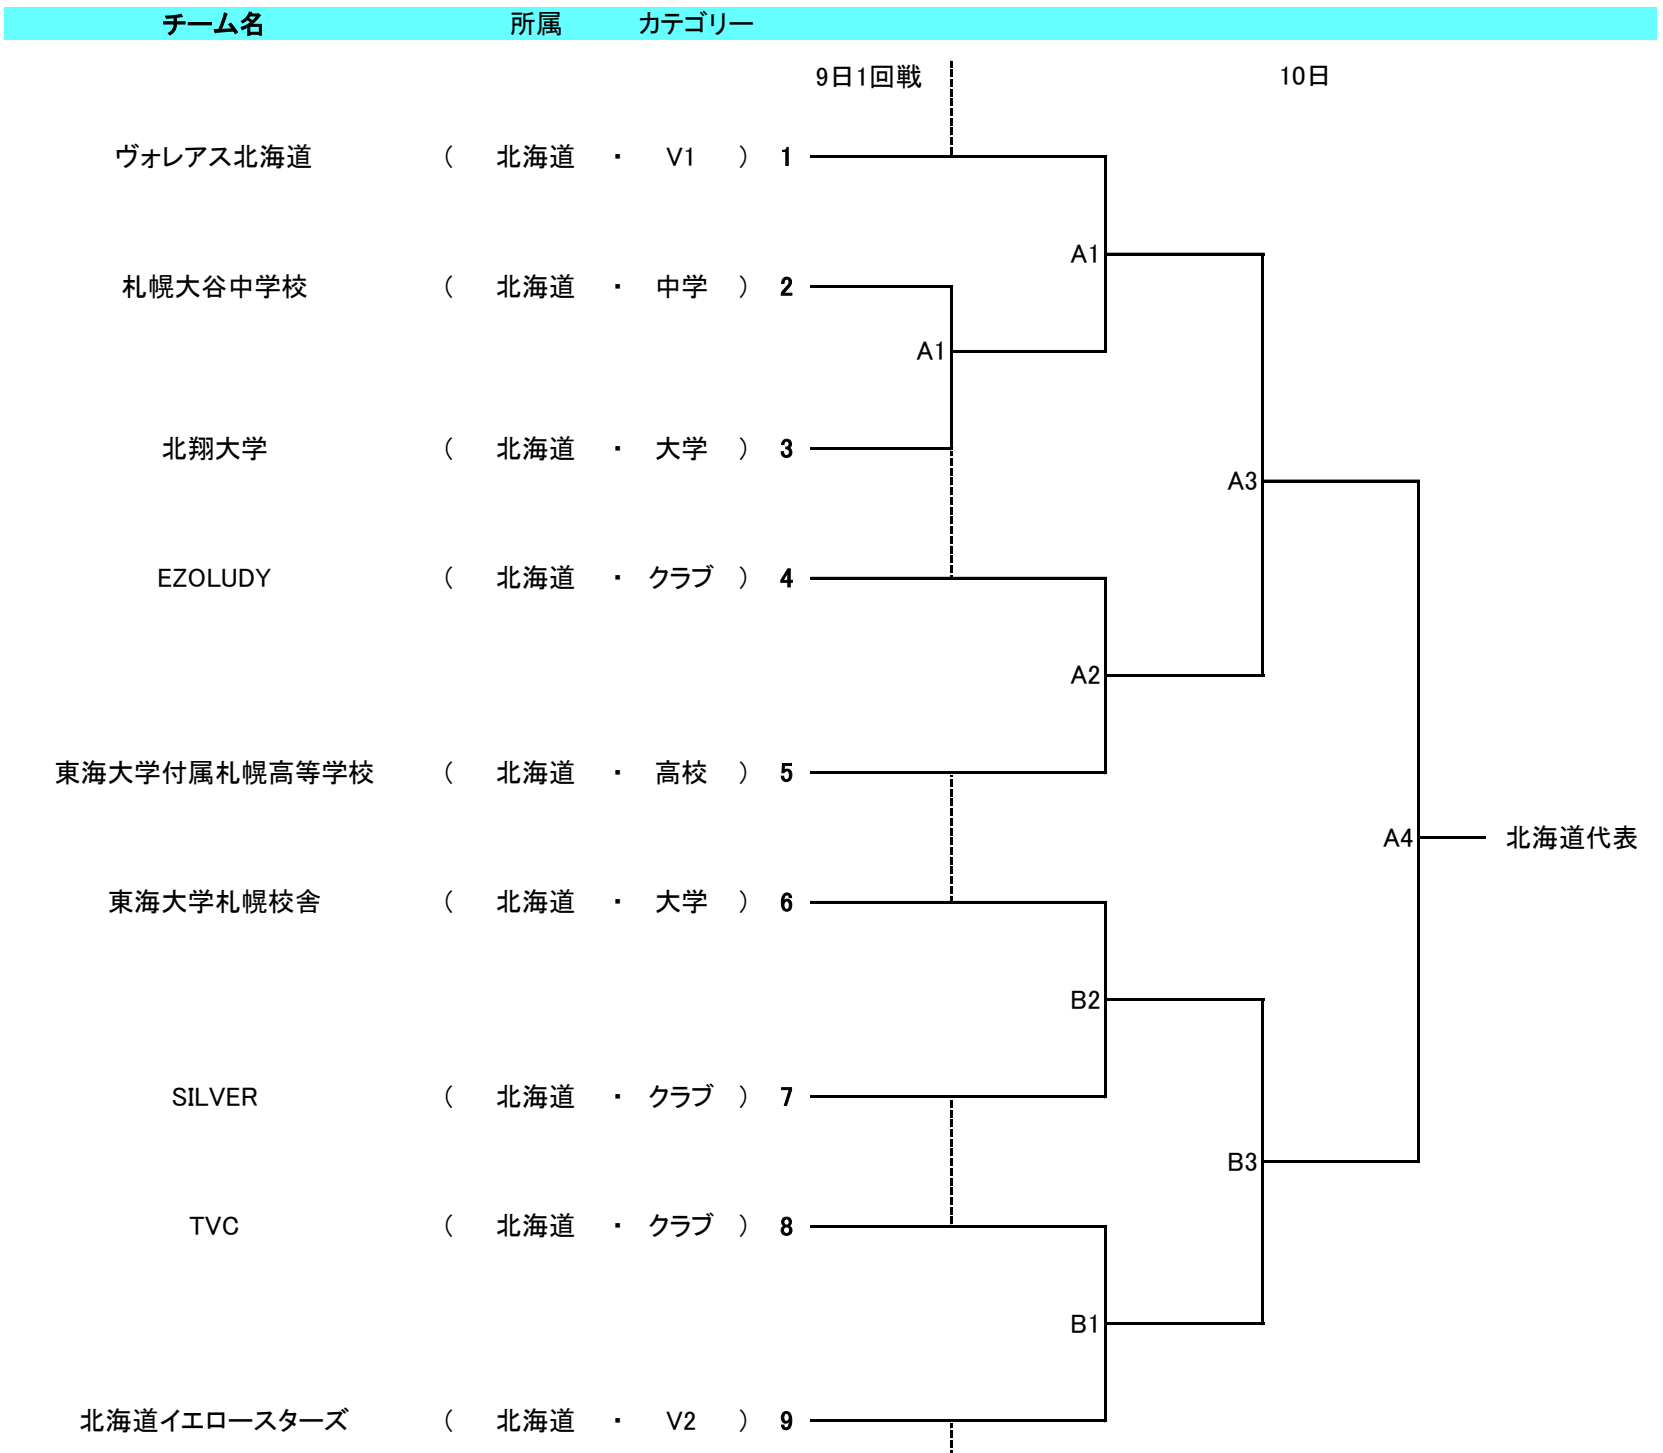 チーム名 所属 カテゴリー
9日1回戦 10日
ヴォレアス北海道 ( 北海道 ・ V1 ) 1
A1
札幌大谷中学校 ( 北海道 ・ 中学 ) 2
A1
北翔大学 ( 北海道 ・ 大学 ) 3
A3
EZOLUDY ( 北海道 ・ クラブ ) 4
A2
東海大学付属札幌高等学校 ( 北海道 ・ 高校 ) 5
A4 北海道代表
東海大学札幌校舎 ( 北海道 ・ 大学 ) 6
B2
SILVER ( 北海道 ・ クラブ ) 7
B3
TVC ( 北海道 ・ クラブ ) 8
B1
北海道イエロースターズ ( 北海道 ・ V2 ) 9